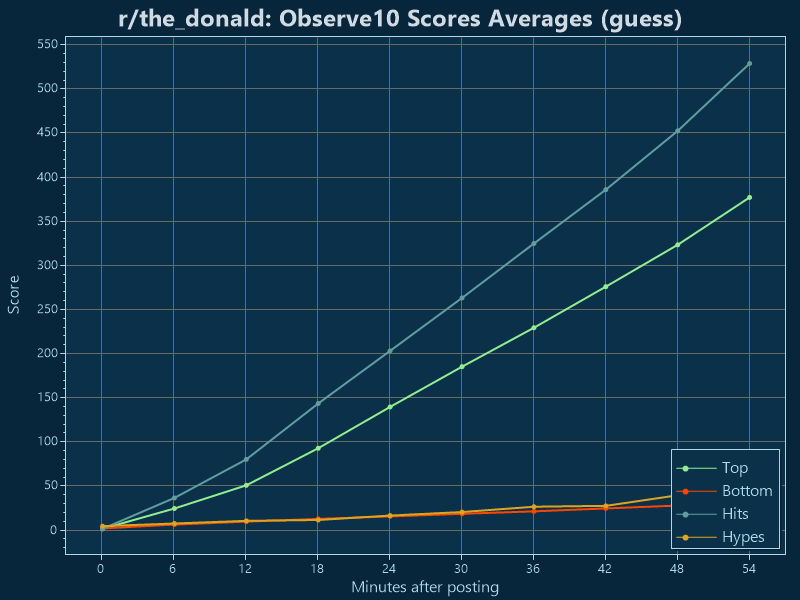 r/the_donald: Observe10 Scores Averages (guess)
550
500
450
400
350
300
250
200
150
100
50
0
Score
0 6 12 18 24 30 36 42 48 54
Minutes after posting
Top
Bottom
Hits
Hypes